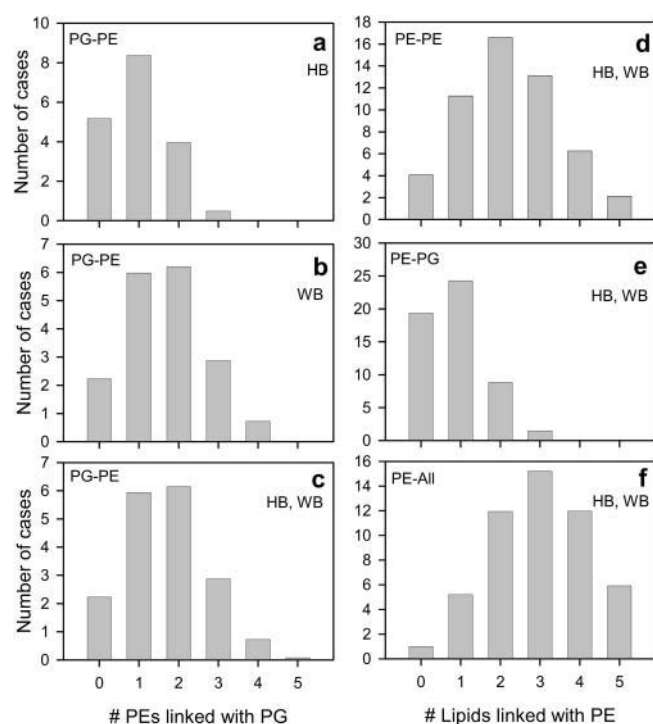 PG-PE
a
HB
10
8
6
4
2
0
Number of cases
PG-PE
b
WB
7
6
5
4
3
2
1
0
Number of cases
PG-PE
c
HB, WB
7
6
5
4
3
2
1
0
Number of cases
0 1 2 3 4 5
# PEs linked with PG
PE-PE
d
HB, WB
18
16
14
12
10
8
6
4
2
0
PE-PG
e
HB, WB
30
25
20
15
10
5
0
PE-All
f
HB, WB
16
14
12
10
8
6
4
2
0
0 1 2 3 4 5
# Lipids linked with PE